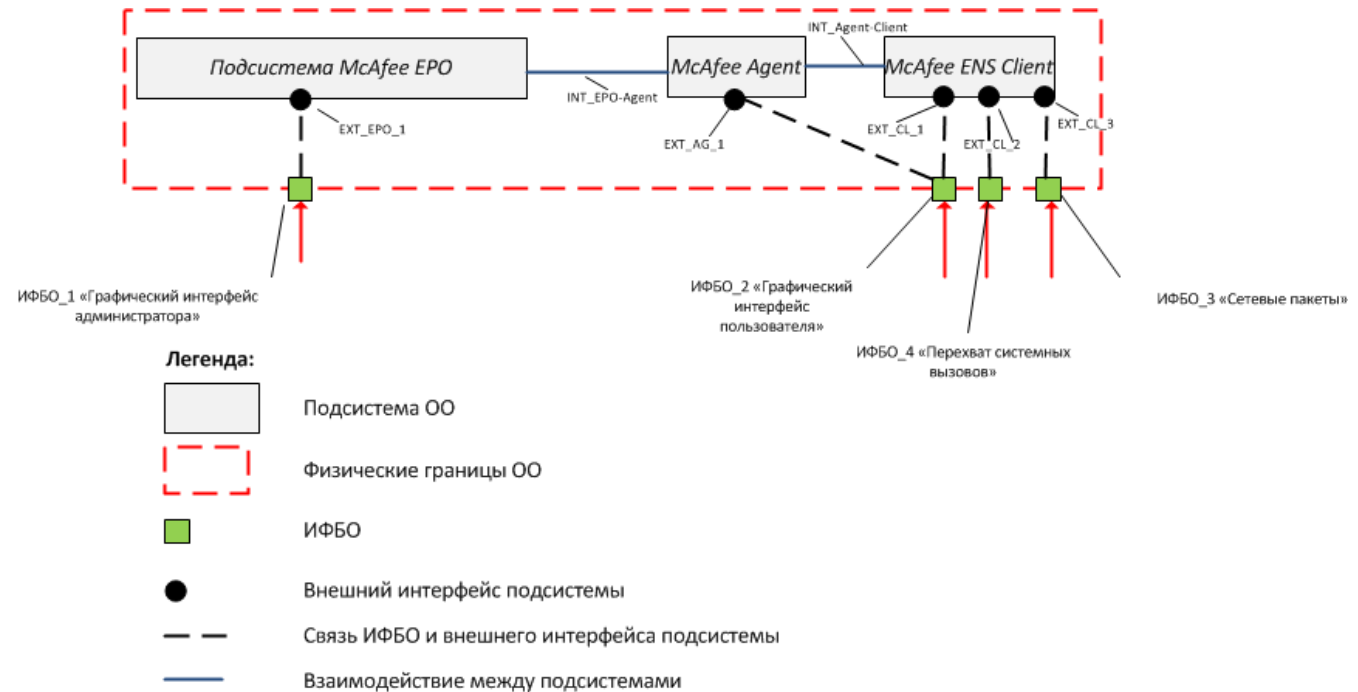 INT_Agent-Client
Подсистема McAfee EPO
McAfee Agent
McAfee ENS Client
INT_EPO-Agent
EXT_EPO_1
EXT_AG_1
EXT_CL_1
EXT_CL_2
EXT_CL_3
ИФБО_1 «Графический интерфейс
администратора»
ИФБО_2 «Графический
интерфейс
пользователя»
ИФБО_4 «Перехват системных
вызовов»
ИФБО_3 «Сетевые пакеты»
Легенда:
Подсистема ОО
Физические границы ОО
ИФБО
Внешний интерфейс подсистемы
Связь ИФБО и внешнего интерфейса подсистемы
Взаимодействие между подсистемами